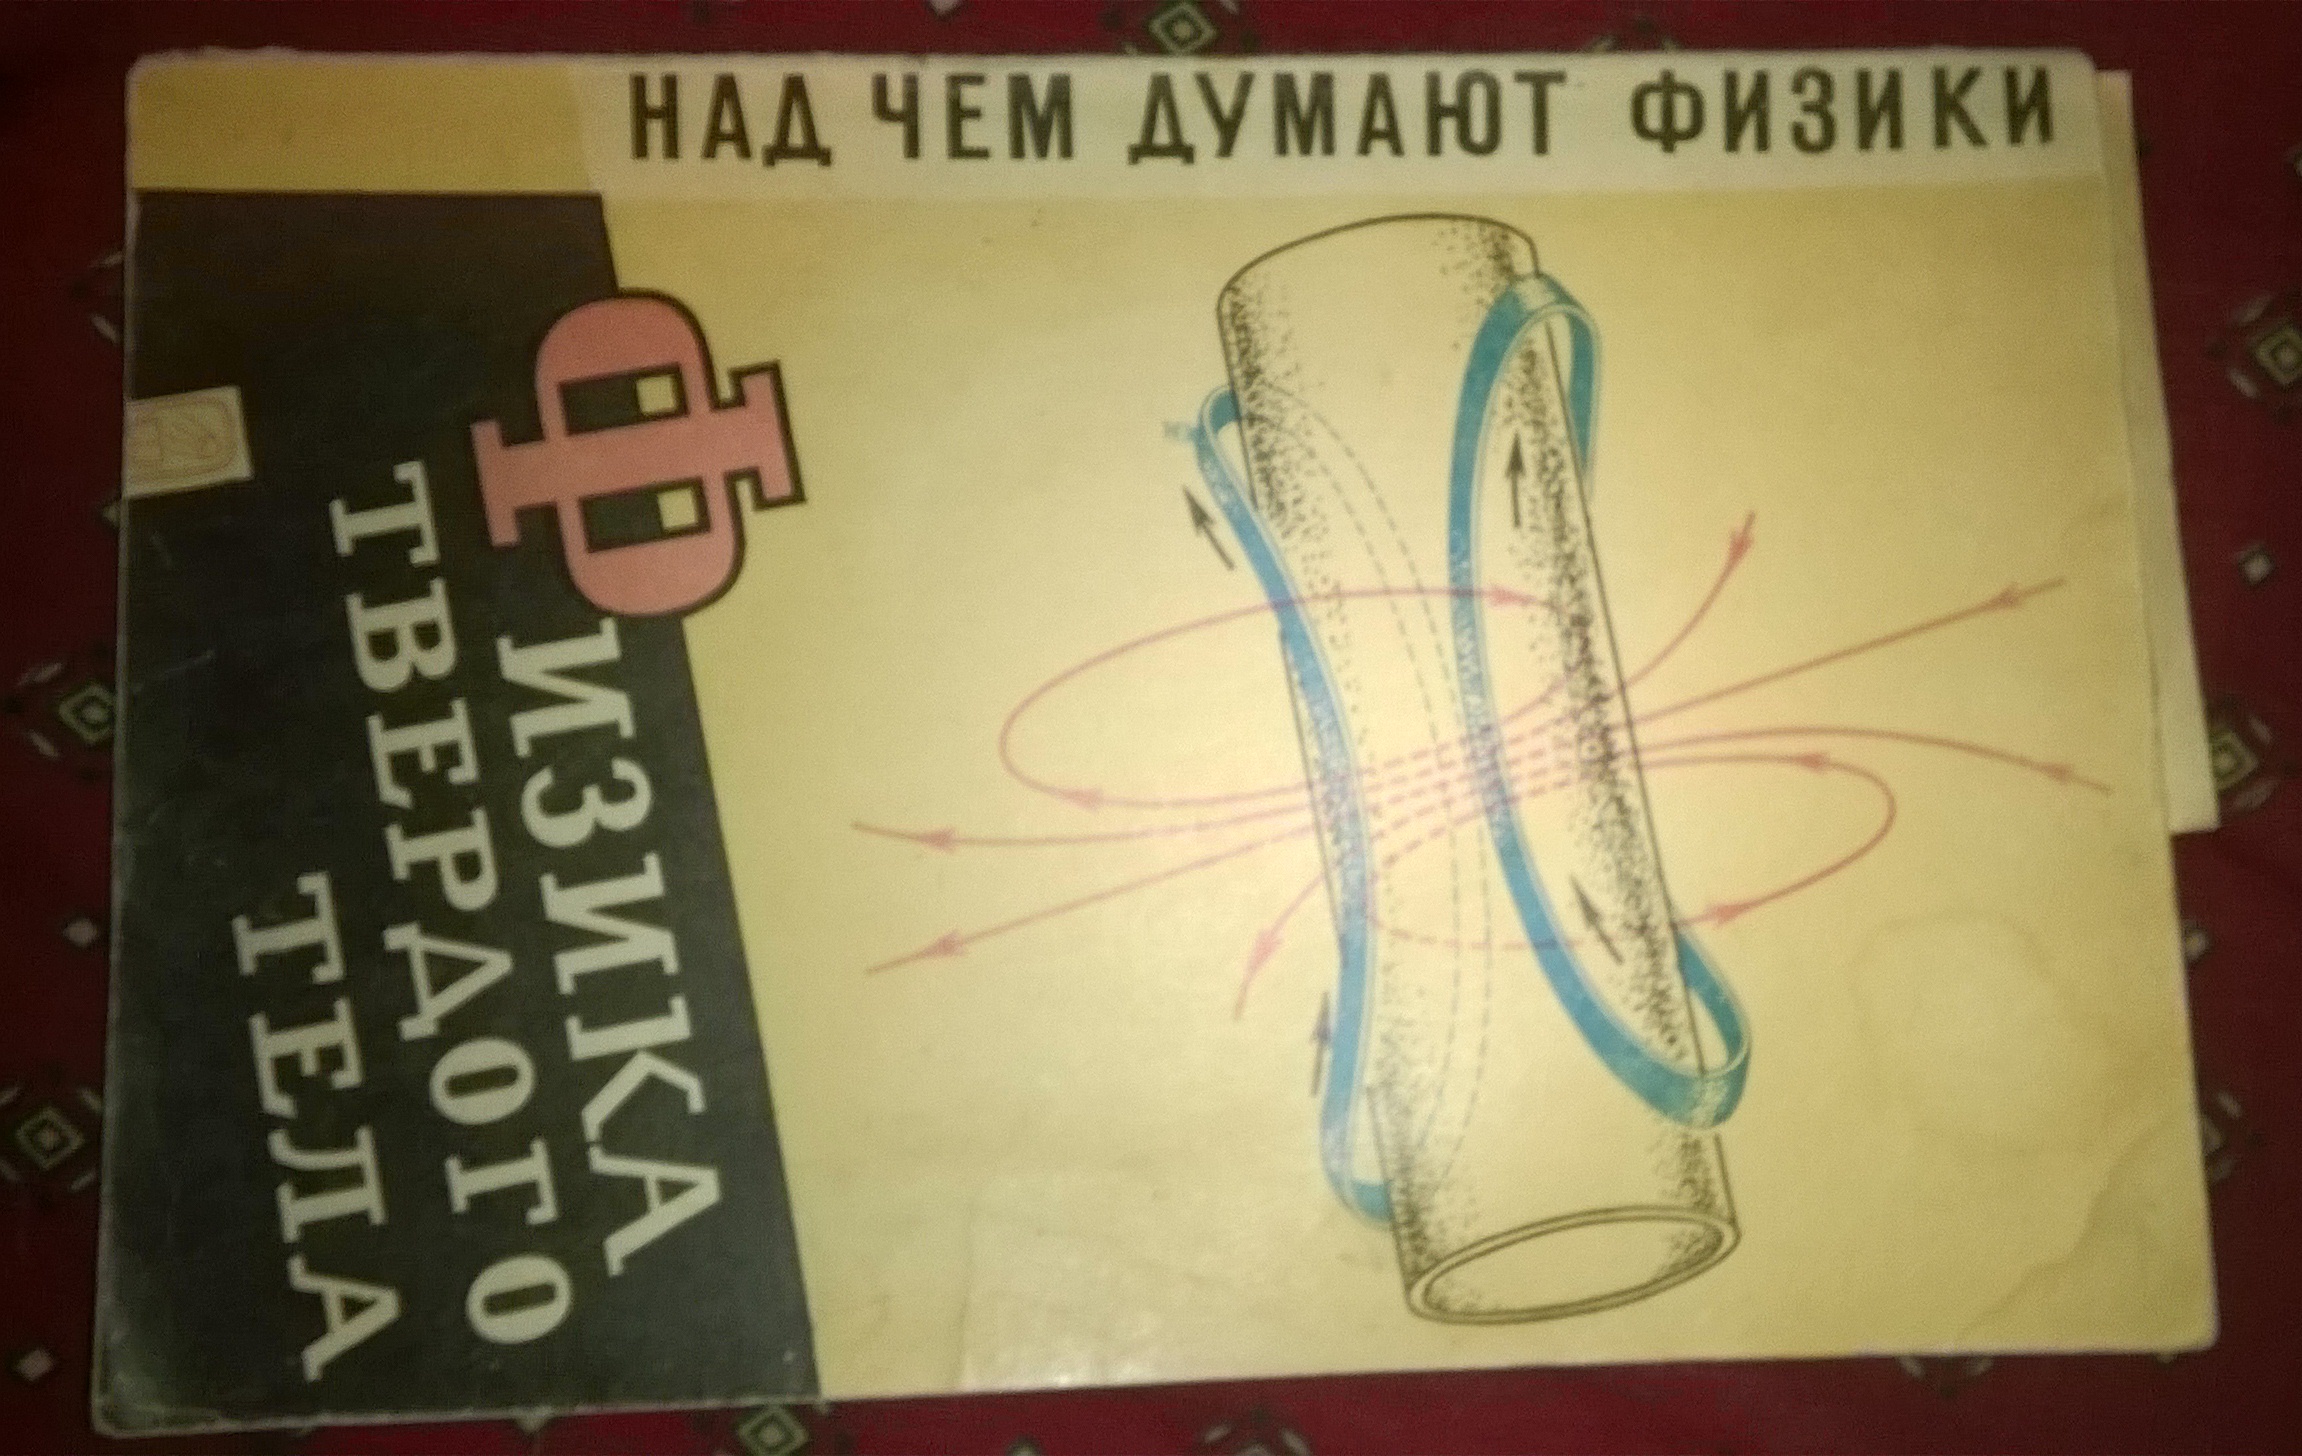 НАД ЧЕМ ДУМАЮТ ФИЗИКИ
ФИЗИКА
ТВЕРДОГО
ТЕЛА